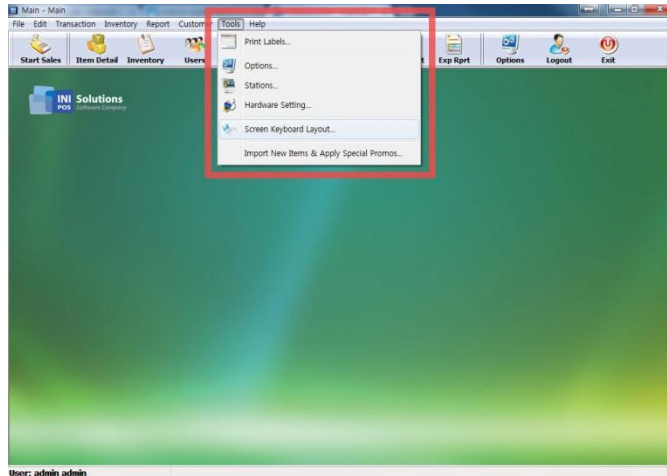 Main - Main
File Edit Transaction Inventory Report Customer Tools Help
Start Sales Item Detail Inventory Users Exp Rprt Options Logout Exit
Print Labels...
Options...
Stations...
Hardware Setting...
Screen Keyboard Layout...
Import New Items & Apply Special Promos...
INI Solutions
POS Software Company
User: admin admin